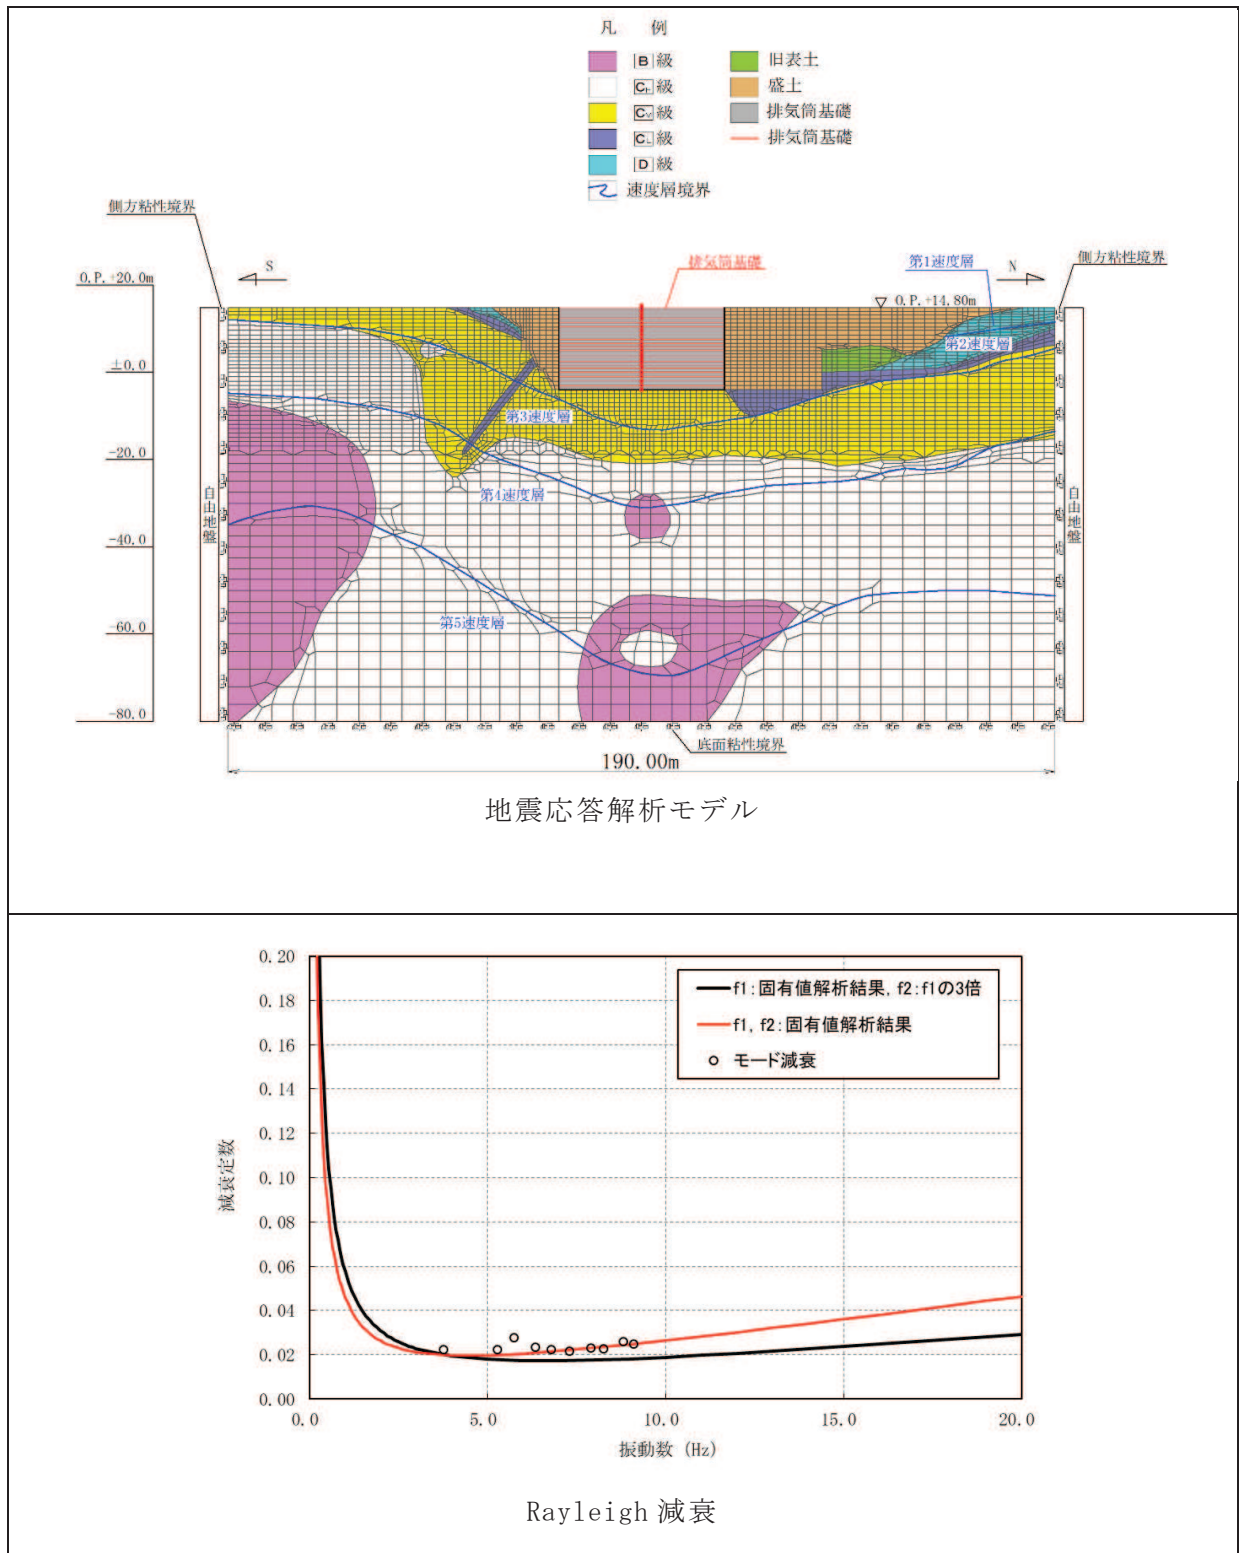 凡 例
B 級
CH 級
CM 級
CL 級
D 級
速度層境界
旧表土
盛土
排気筒基礎
排気筒基礎
側方粘性境界
O.P.+20.0m
S
排気筒基礎
第1速度層
N
側方粘性境界
O.P.+14.80m
±0.0
第2速度層
第3速度層
-20.0
第4速度層
自由地盤
自由地盤
-40.0
第5速度層
-60.0
-80.0
底面粘性境界
190.00m
地震応答解析モデル
0.20
0.18
0.16
0.14
0.12
0.10
0.08
0.06
0.04
0.02
0.00
減衰定数
f1:固有値解析結果, f2:f1の3倍
f1, f2:固有値解析結果
モード減衰
0.0 5.0 10.0 15.0 20.0
振動数 (Hz)
Rayleigh 減衰